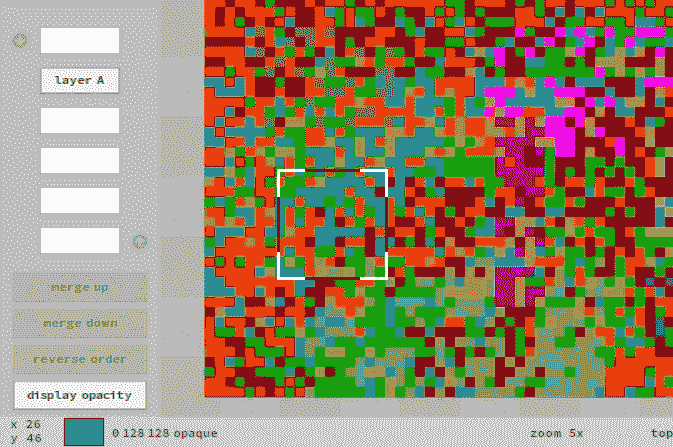 layer A
merge up
merge down
reverse order
display opacity
x 26
y 46
0 128 128 opaque
zoom 5x
top